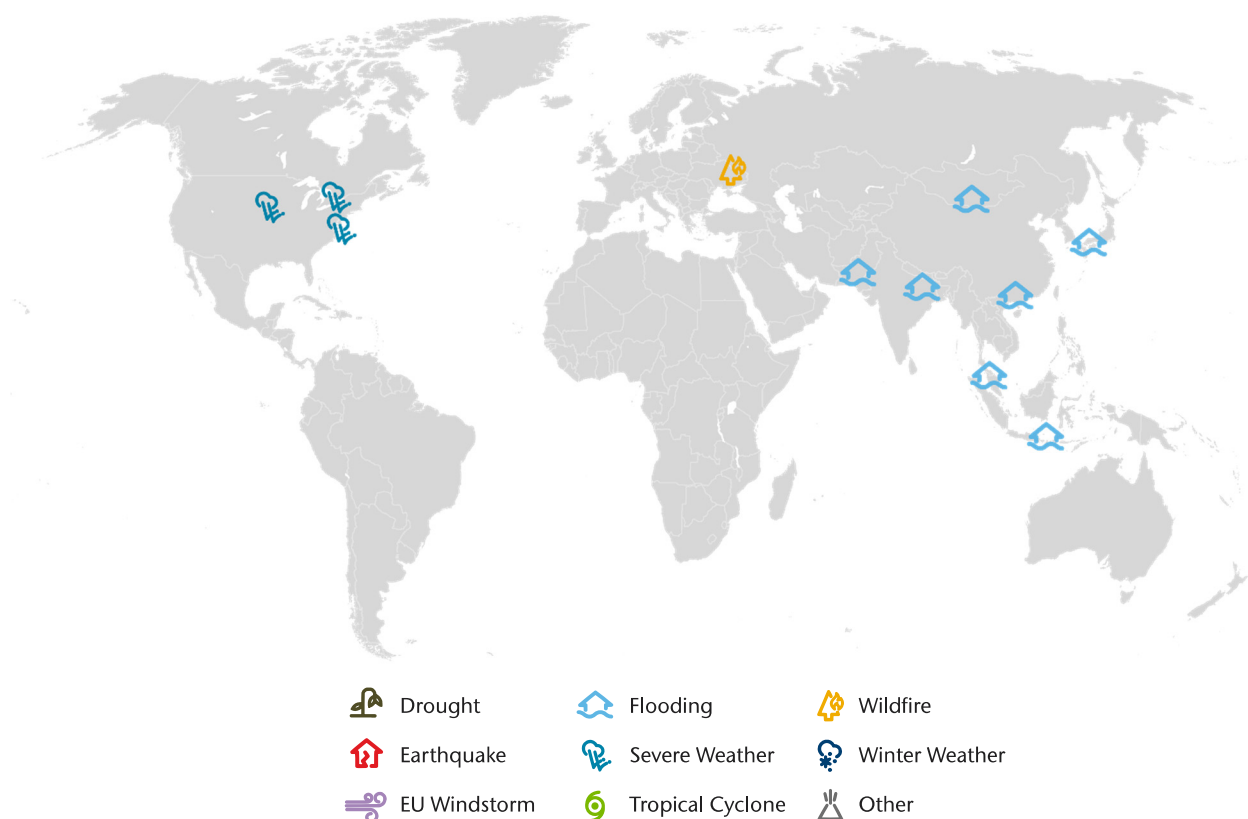 Drought
Flooding
Wildfire
Earthquake
Severe Weather
Winter Weather
EU Windstorm
Tropical Cyclone
Other